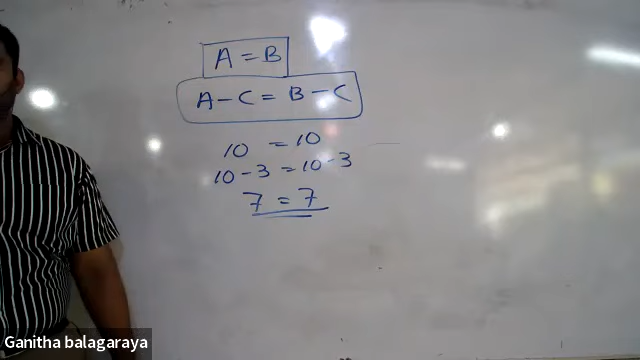 A = B
A - C = B - C
10 = 10
10 - 3 = 10 - 3
7 = 7
Ganitha balagaraya